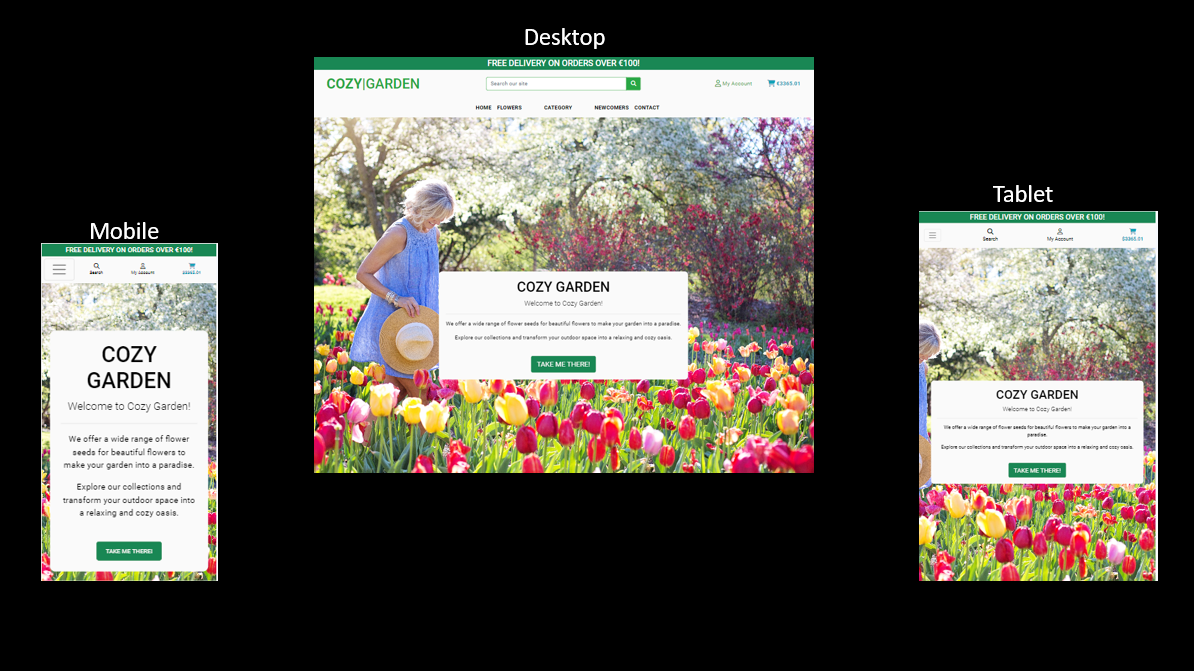 Desktop
FREE DELIVERY ON ORDERS OVER €100!
COZY|GARDEN
Search our site
My Account
€3365.01
HOME FLOWERS CATEGORY NEWCOMERS CONTACT
COZY GARDEN
Welcome to Cozy Garden!
We offer a wide range of flower seeds for beautiful flowers to make your garden into a paradise.
Explore our collections and transform your outdoor space into a relaxing and cozy oasis.
TAKE ME THERE!
Mobile
FREE DELIVERY ON ORDERS OVER €100!
Search
My Account
$3365.01
COZY
GARDEN
Welcome to Cozy Garden!
We offer a wide range of flower
seeds for beautiful flowers to
make your garden into a paradise.
Explore our collections and
transform your outdoor space into
a relaxing and cozy oasis.
TAKE ME THERE!
Tablet
FREE DELIVERY ON ORDERS OVER €100!
Search
My Account
$3365.01
COZY GARDEN
Welcome to Cozy Garden!
We offer a wide range of flower seeds for beautiful flowers to make your garden into a
paradise.
Explore our collections and transform your outdoor space into a relaxing and cozy oasis.
TAKE ME THERE!